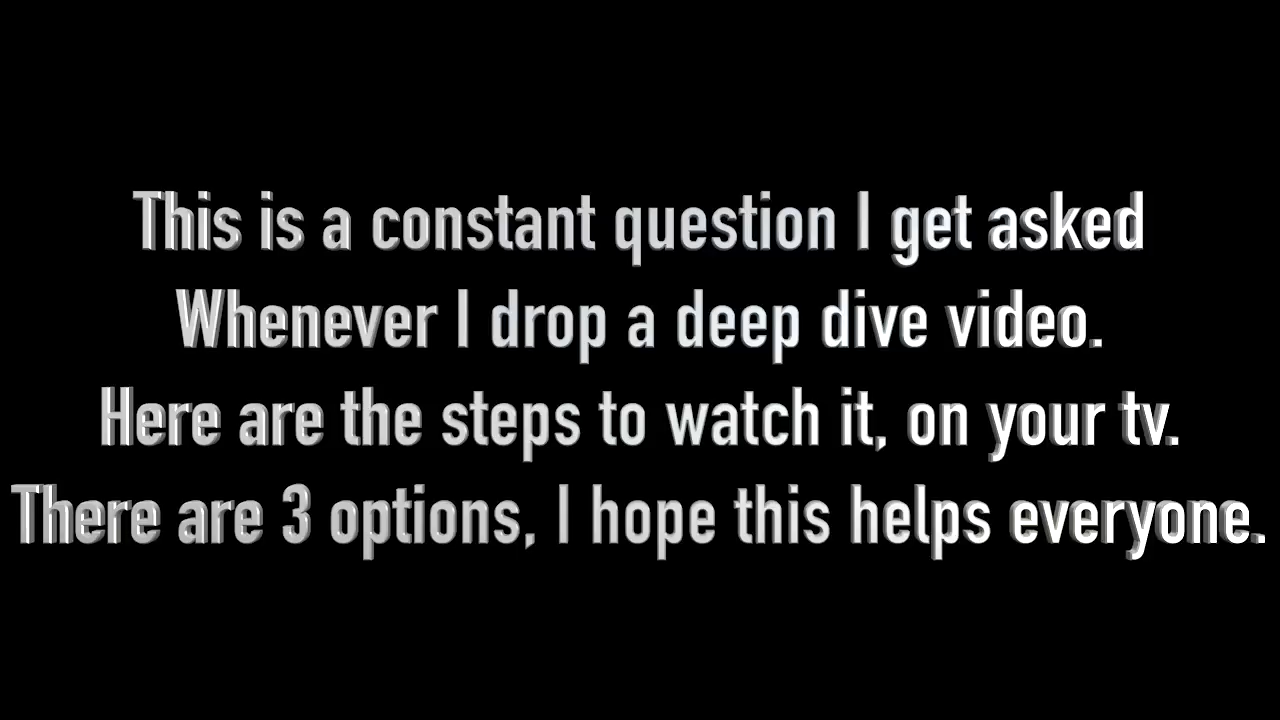 This is a constant question I get asked
Whenever I drop a deep dive video.
Here are the steps to watch it, on your tv.
There are 3 options, I hope this helps everyone.